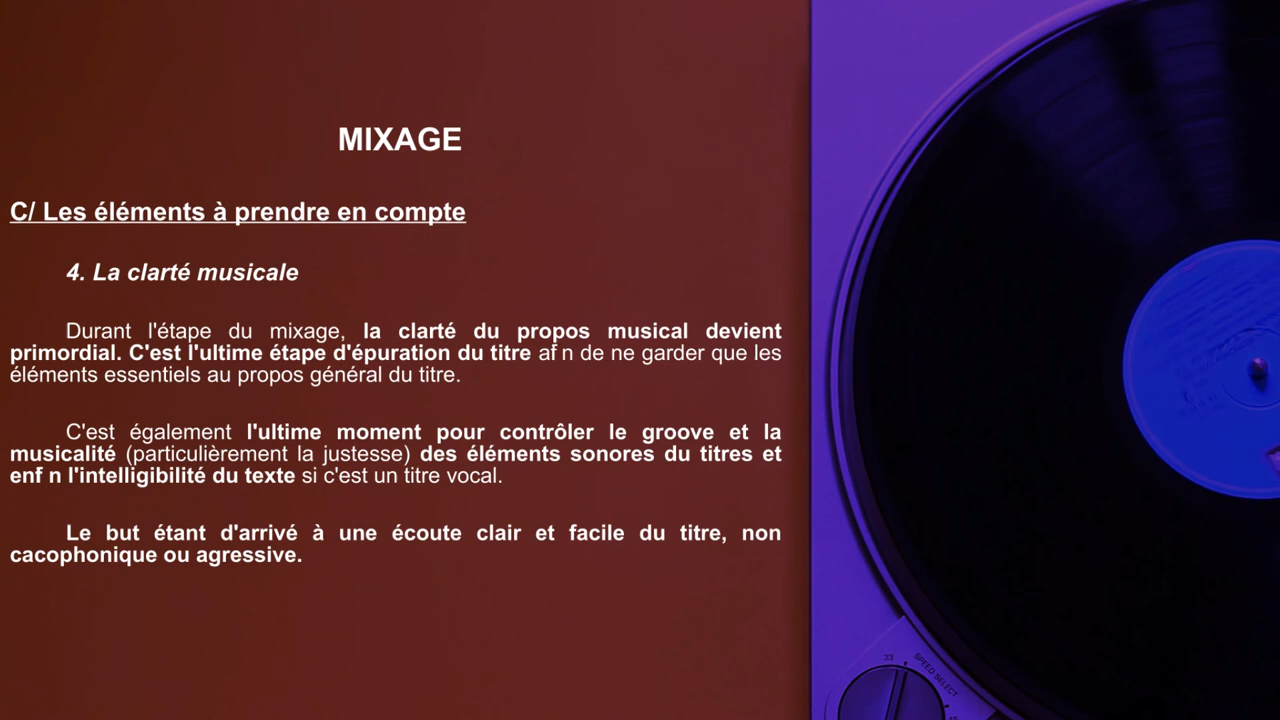 MIXAGE
C/ Les éléments à prendre en compte
4. La clarté musicale
Durant l'étape du mixage, la clarté du propos musical devient
primordial. C'est l'ultime étape d'épuration du titre af n de ne garder que les
éléments essentiels au propos général du titre.
C'est également l'ultime moment pour contrôler le groove et la
musicalité (particulièrement la justesse) des éléments sonores du titres et
enf n l'intelligibilité du texte si c'est un titre vocal.
Le but étant d'arrivé à une écoute clair et facile du titre, non
cacophonique ou agressive.
33
SPEED SELECT